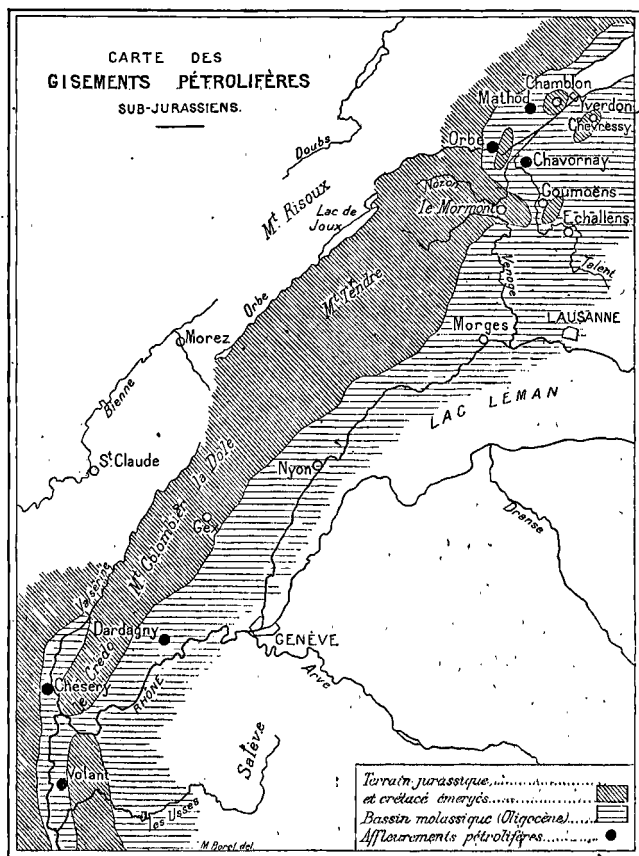 CARTE DES
GISEMENTS PÉTROLIFÈRES
SUB-JURASSIENS.
Chamblon
Mathod
Yverdon
Chevressy
Orbe
Chavornay
Doubs
Nozon
Goumoëns
le Mormont
Echallens
Mt. Risoux
Lac de
Joux
Talent
Venoge
Orbe
Mt. Tendre
Morges
LAUSANNE
Morez
Bienne
LAC LÉMAN
St. Claude
la Dôle
Nyon
Dranse
Gex
Mt. Colombier
Valserine
Dardagny
GENÈVE
le Credo
Chésery
RHÔNE
Arve
Salève
Volant
les Usses
M. Borel del.
Terrain jurassique
et crétacé émergés
Bassin molassique (Oligocène)
Affleurements pétrolifères